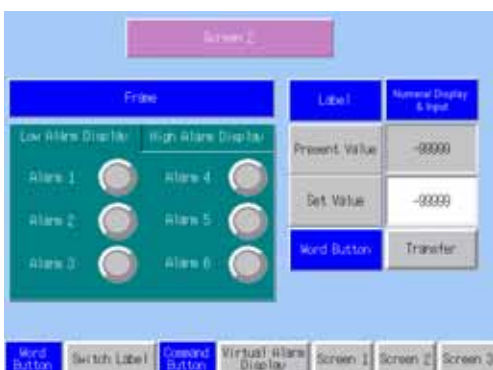 Screen 2
Frame
Label
Numeral Display
& Input
Low Alarm Display
High Alarm Display
Present Value
-99999
Alarm 1
Alarm 4
Set Value
-99999
Alarm 2
Alarm 5
Word Button
Transfer
Alarm 3
Alarm 6
Word
Button
Switch Label
Command
Button
Virtual Alarm
Display
Screen 1
Screen 2
Screen 3